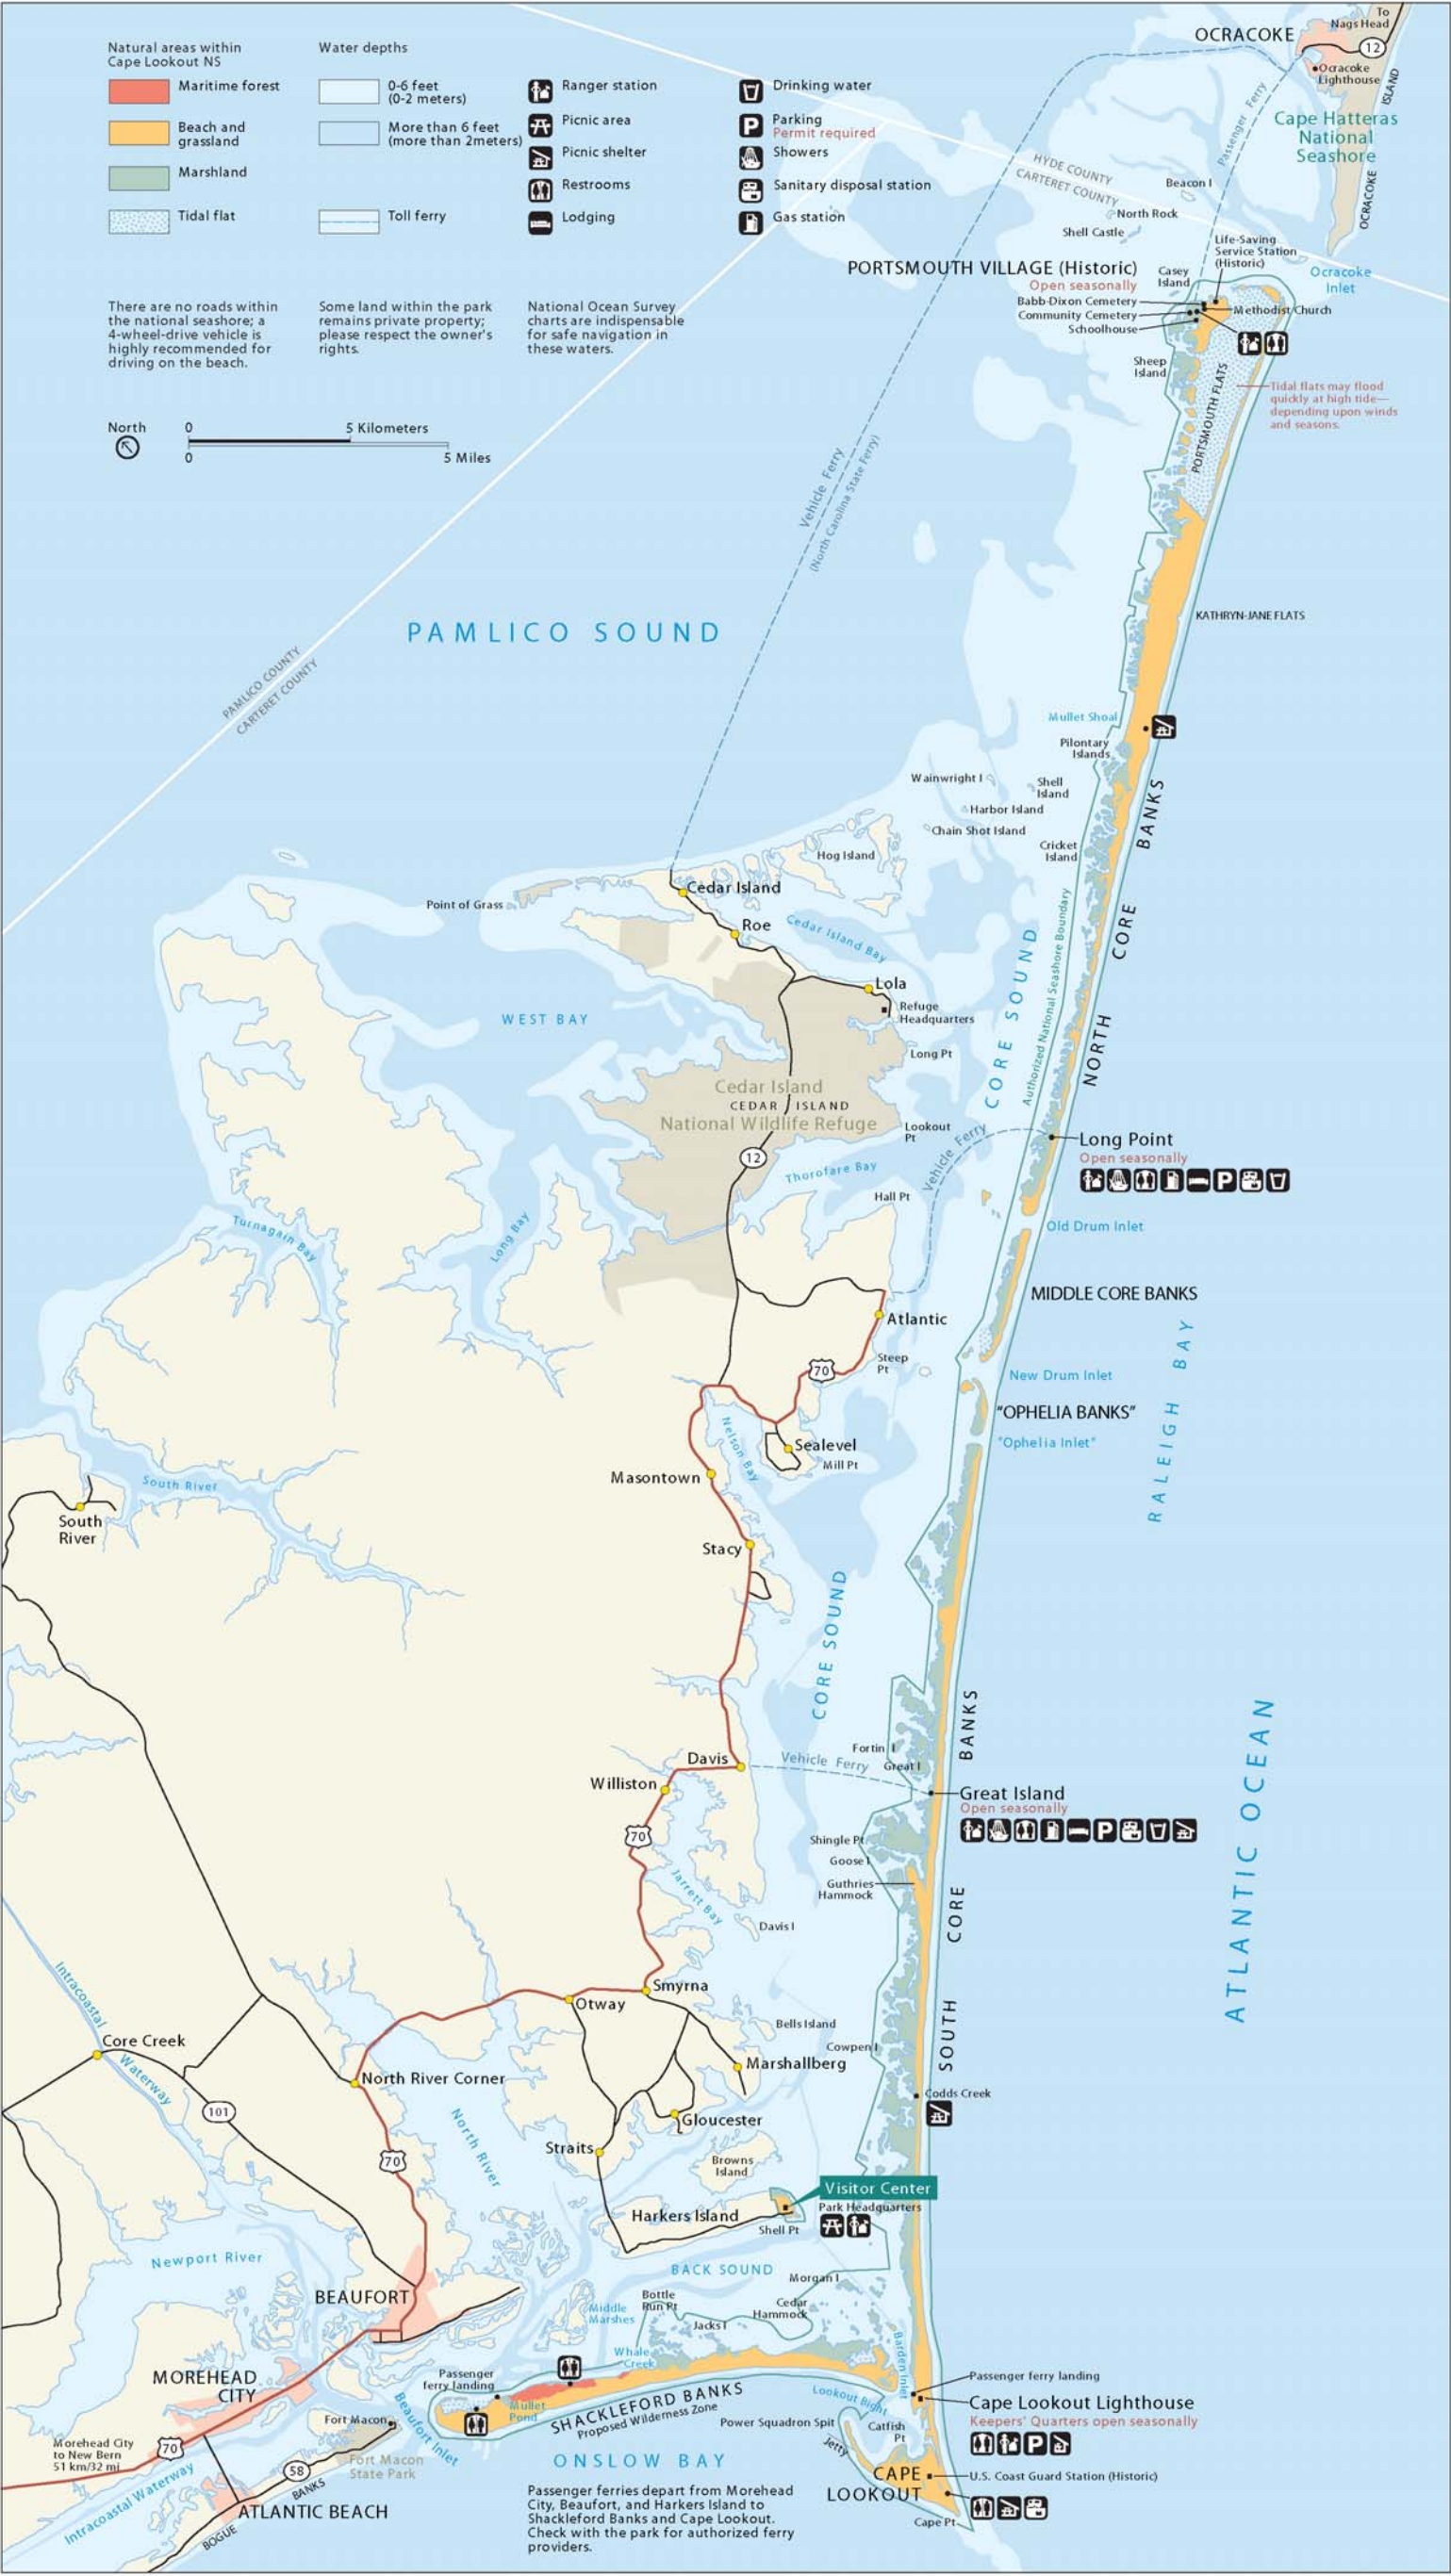 Natural areas within
Cape Lookout NS
Maritime forest
Beach and
grassland
Marshland
Tidal flat
Water depths
0-6 feet
(0-2 meters)
More than 6 feet
(more than 2meters)
Toll ferry
Ranger station
Picnic area
Picnic shelter
Restrooms
Lodging
Drinking water
Parking
Permit required
Showers
Sanitary disposal station
Gas station
There are no roads within
the national seashore; a
4-wheel-drive vehicle is
highly recommended for
driving on the beach.
Some land within the park
remains private property;
please respect the owner's
rights.
National Ocean Survey
charts are indispensable
for safe navigation in
these waters.
North
0
5 Kilometers
0
5 Miles
To
Nags Head
OCRACOKE
12
Ocracoke
Lighthouse
OCRACOKE ISLAND
Cape Hatteras
National
Seashore
Passenger Ferry
HYDE COUNTY
CARTERET COUNTY
Beacon I
North Rock
Shell Castle
Life-Saving
Service Station
(Historic)
PORTSMOUTH VILLAGE (Historic)
Open seasonally
Casey
Island
Ocracoke
Inlet
Babb-Dixon Cemetery
Community Cemetery
Schoolhouse
Methodist Church
P
Sheep
Island
PORTSMOUTH FLATS
Tidal flats may flood
quickly at high tide—
depending upon winds
and seasons.
Vehicle Ferry
(North Carolina State Ferry)
PAMLICO SOUND
PAMLICO COUNTY
CARTERET COUNTY
KATHRYN-JANE FLATS
Mullet Shoal
Pilontary
Islands
Wainwright I
Shell
Island
Harbor Island
Chain Shot Island
Cricket
Island
Hog Island
NORTH CORE BANKS
Point of Grass
Cedar Island
Roe
Cedar Island Bay
Lola
Refuge
Headquarters
Authorized National Seashore Boundary
CORE SOUND
WEST BAY
Long Pt
Cedar Island
CEDAR ISLAND
National Wildlife Refuge
Lookout
Pt
Vehicle Ferry
Long Point
Open seasonally
P
12
Thorofare Bay
Hall Pt
Turnagain Bay
Long Bay
Old Drum Inlet
MIDDLE CORE BANKS
Atlantic
RALEIGH BAY
Steep
Pt
70
New Drum Inlet
"OPHELIA BANKS"
"Ophelia Inlet"
Nelson Bay
Sealevel
Mill Pt
Masontown
South River
South
River
Stacy
CORE SOUND
SOUTH CORE BANKS
ATLANTIC OCEAN
Davis
Vehicle Ferry
Fortin I
Great I
Williston
Great Island
Open seasonally
P
70
Shingle Pt
Goose I
Guthries
Hammock
Jarrett Bay
Davis I
Intracoastal
Waterway
Smyrna
Otway
Bells Island
Core Creek
Cowpen I
Marshallberg
North River Corner
Codds Creek
101
Gloucester
North River
Straits
70
Browns
Island
Visitor Center
Park Headquarters
Harkers Island
Shell Pt
Newport River
BACK SOUND
Morgan I
BEAUFORT
Bottle
Run Pt
Middle
Marshes
Cedar
Hammock
Jacks I
Whale
Creek
Barden Inlet
MOREHEAD
CITY
Passenger
ferry landing
Mullet
Pond
Passenger ferry landing
SHACKLEFORD BANKS
Proposed Wilderness Zone
Lookout Bight
Cape Lookout Lighthouse
Keepers' Quarters open seasonally
P
Beaufort Inlet
Fort Macon
Power Squadron Spit
Catfish
Pt
Jetty
Morehead City
to New Bern
51 km/32 mi
70
Fort Macon
State Park
ONSLOW BAY
CAPE
LOOKOUT
U.S. Coast Guard Station (Historic)
58
Intracoastal Waterway
BOGUE BANKS
ATLANTIC BEACH
Passenger ferries depart from Morehead
City, Beaufort, and Harkers Island to
Shackleford Banks and Cape Lookout.
Check with the park for authorized ferry
providers.
Cape Pt